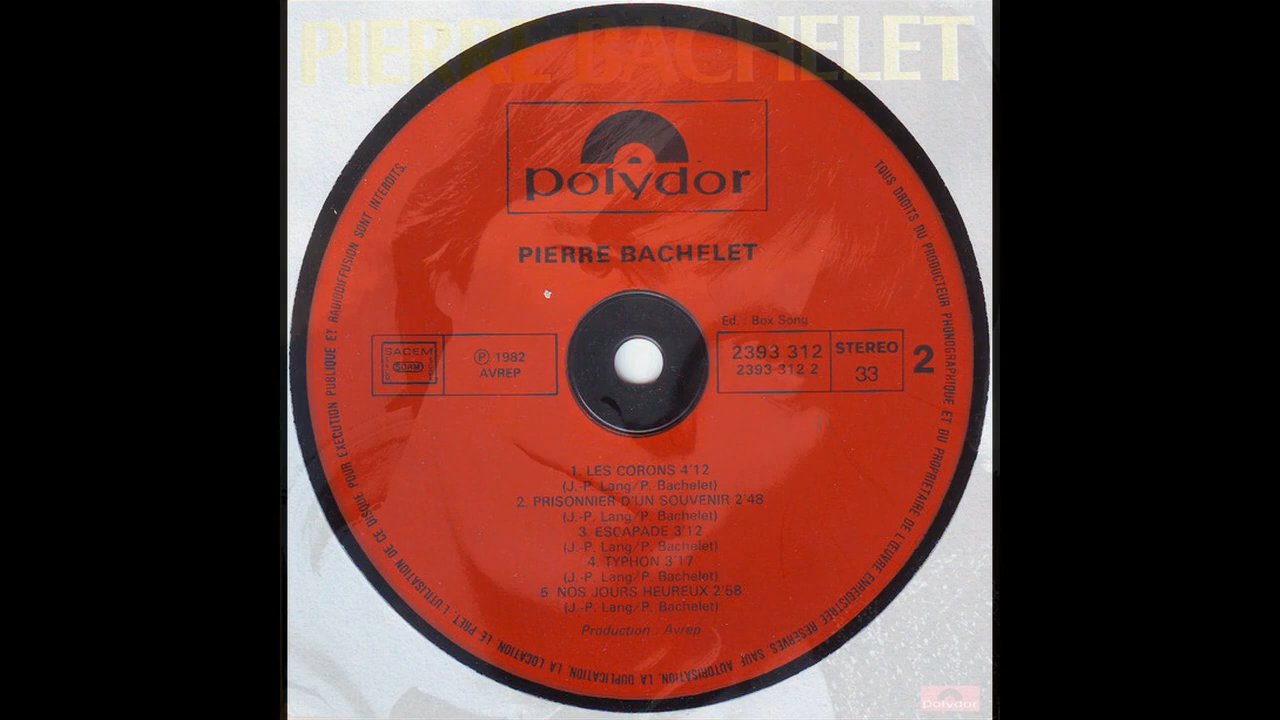 PIERRE BACHELET
polydor
PIERRE BACHELET
Ed. : Box Song
SACEM
SDRM
Ⓟ 1982
AVREP
2393 312
2393 312 2
STEREO
33
2
1. LES CORONS 4'12
(J.-P. Lang/P. Bachelet)
2. PRISONNIER D'UN SOUVENIR 2'48
(J.-P. Lang/P. Bachelet)
3. ESCAPADE 3'12
(J.-P. Lang/P. Bachelet)
4. TYPHON 3'17
(J.-P. Lang/P. Bachelet)
5. NOS JOURS HEUREUX 2'58
(J.-P. Lang/P. Bachelet)
Production : Avrep
TOUS DROITS DU PRODUCTEUR PHONOGRAPHIQUE ET DU PROPRIETAIRE DE L'ŒUVRE ENREGISTREE RESERVES. SAUF AUTORISATION, LA DUPLICATION, LA LOCATION, LE PRET, L'UTILISATION DE CE DISQUE POUR EXECUTION PUBLIQUE ET RADIODIFFUSION SONT INTERDITS.
polydor